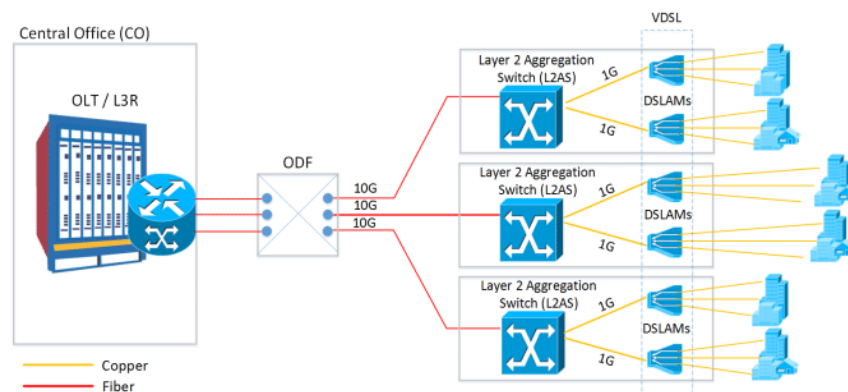 Central Office (CO)
OLT / L3R
ODF
10G
10G
10G
VDSL
Layer 2 Aggregation
Switch (L2AS)
1G
1G
DSLAMs
Layer 2 Aggregation
Switch (L2AS)
1G
1G
DSLAMs
Layer 2 Aggregation
Switch (L2AS)
1G
1G
DSLAMs
Copper
Fiber